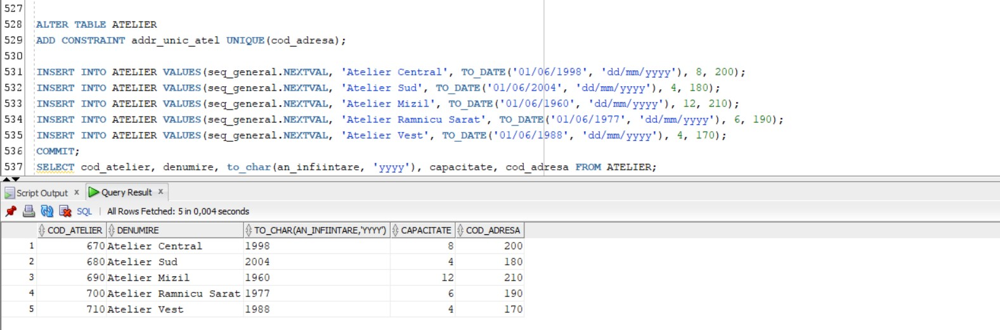 527
528 ALTER TABLE ATELIER
529 ADD CONSTRAINT addr_unic_atel UNIQUE(cod_adresa);
530
531 INSERT INTO ATELIER VALUES(seq_general.NEXTVAL, 'Atelier Central', TO_DATE('01/06/1998', 'dd/mm/yyyy'), 8, 200);
532 INSERT INTO ATELIER VALUES(seq_general.NEXTVAL, 'Atelier Sud', TO_DATE('01/06/2004', 'dd/mm/yyyy'), 4, 180);
533 INSERT INTO ATELIER VALUES(seq_general.NEXTVAL, 'Atelier Mizil', TO_DATE('01/06/1960', 'dd/mm/yyyy'), 12, 210);
534 INSERT INTO ATELIER VALUES(seq_general.NEXTVAL, 'Atelier Ramnicu Sarat', TO_DATE('01/06/1977', 'dd/mm/yyyy'), 6, 190);
535 INSERT INTO ATELIER VALUES(seq_general.NEXTVAL, 'Atelier Vest', TO_DATE('01/06/1988', 'dd/mm/yyyy'), 4, 170);
536 COMMIT;
537 SELECT cod_atelier, denumire, to_char(an_infiintare, 'yyyy'), capacitate, cod_adresa FROM ATELIER;
Script Output x Query Result x
SQL | All Rows Fetched: 5 in 0,004 seconds
COD_ATELIER DENUMIRE TO_CHAR(AN_INFIINTARE,'YYYY') CAPACITATE COD_ADRESA
1 670 Atelier Central 1998 8 200
2 680 Atelier Sud 2004 4 180
3 690 Atelier Mizil 1960 12 210
4 700 Atelier Ramnicu Sarat 1977 6 190
5 710 Atelier Vest 1988 4 170